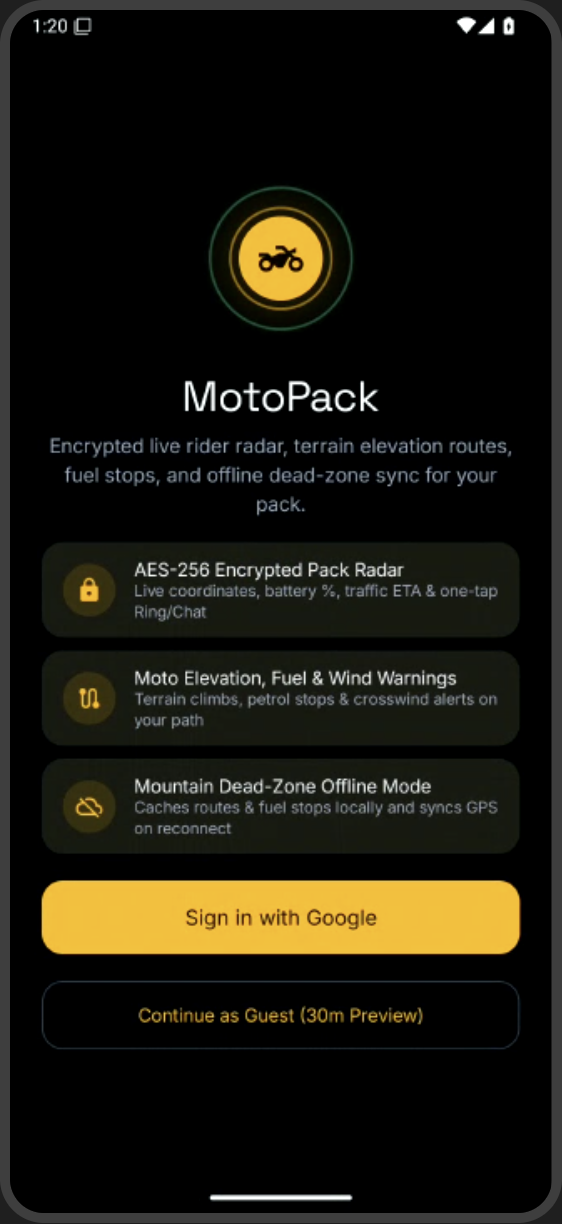 1:20
MotoPack
Encrypted live rider radar, terrain elevation routes,
fuel stops, and offline dead-zone sync for your
pack.
AES-256 Encrypted Pack Radar
Live coordinates, battery %, traffic ETA & one-tap
Ring/Chat
Moto Elevation, Fuel & Wind Warnings
Terrain climbs, petrol stops & crosswind alerts on
your path
Mountain Dead-Zone Offline Mode
Caches routes & fuel stops locally and syncs GPS
on reconnect
Sign in with Google
Continue as Guest (30m Preview)